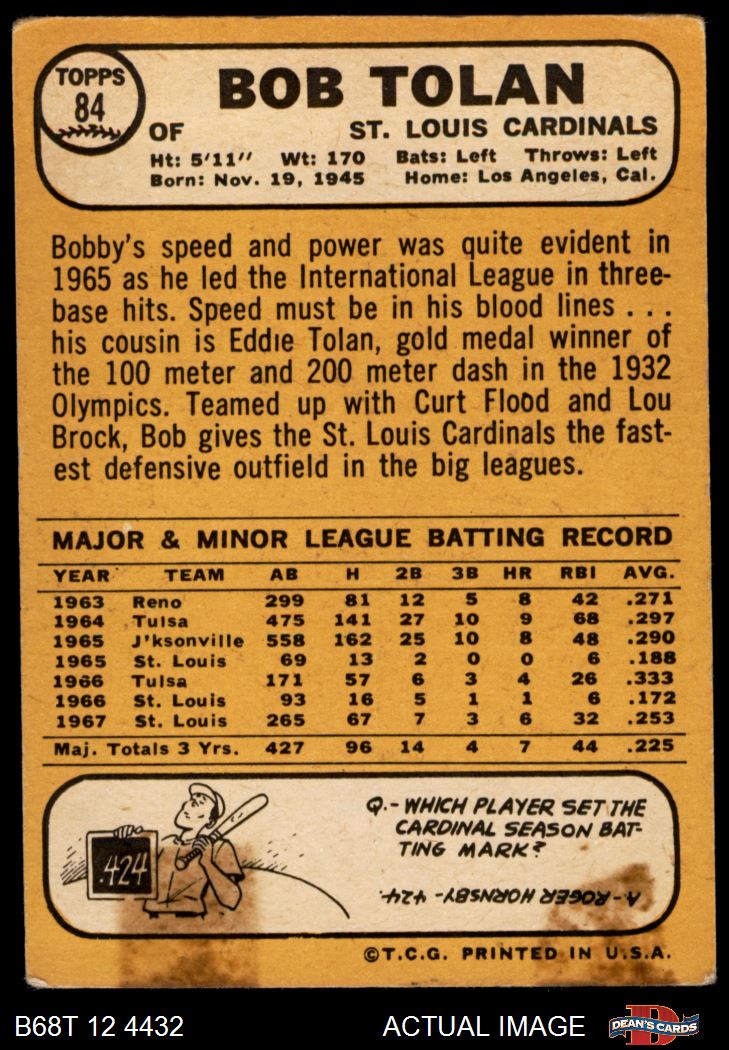 TOPPS
84
BOB TOLAN
OF
ST. LOUIS CARDINALS
Ht: 5'11" Wt: 170 Bats: Left Throws: Left
Born: Nov. 19, 1945 Home: Los Angeles, Cal.
Bobby's speed and power was quite evident in
1965 as he led the International League in three-
base hits. Speed must be in his blood lines . . .
his cousin is Eddie Tolan, gold medal winner of
the 100 meter and 200 meter dash in the 1932
Olympics. Teamed up with Curt Flood and Lou
Brock, Bob gives the St. Louis Cardinals the fast-
est defensive outfield in the big leagues.
MAJOR & MINOR LEAGUE BATTING RECORD
YEAR TEAM AB H 2B 3B HR RBI AVG.
1963 Reno 299 81 12 5 8 42 .271
1964 Tulsa 475 141 27 10 9 68 .297
1965 J'ksonville 558 162 25 10 8 48 .290
1965 St. Louis 69 13 2 0 0 6 .188
1966 Tulsa 171 57 6 3 4 26 .333
1966 St. Louis 93 16 5 1 1 6 .172
1967 St. Louis 265 67 7 3 6 32 .253
Maj. Totals 3 Yrs. 427 96 14 4 7 44 .225
.424
Q.- WHICH PLAYER SET THE
CARDINAL SEASON BAT-
TING MARK?
A-ROGER HORNSBY-.424.
©T.C.G. PRINTED IN U.S.A.
B68T 12 4432
ACTUAL IMAGE
D
DEAN'S CARDS